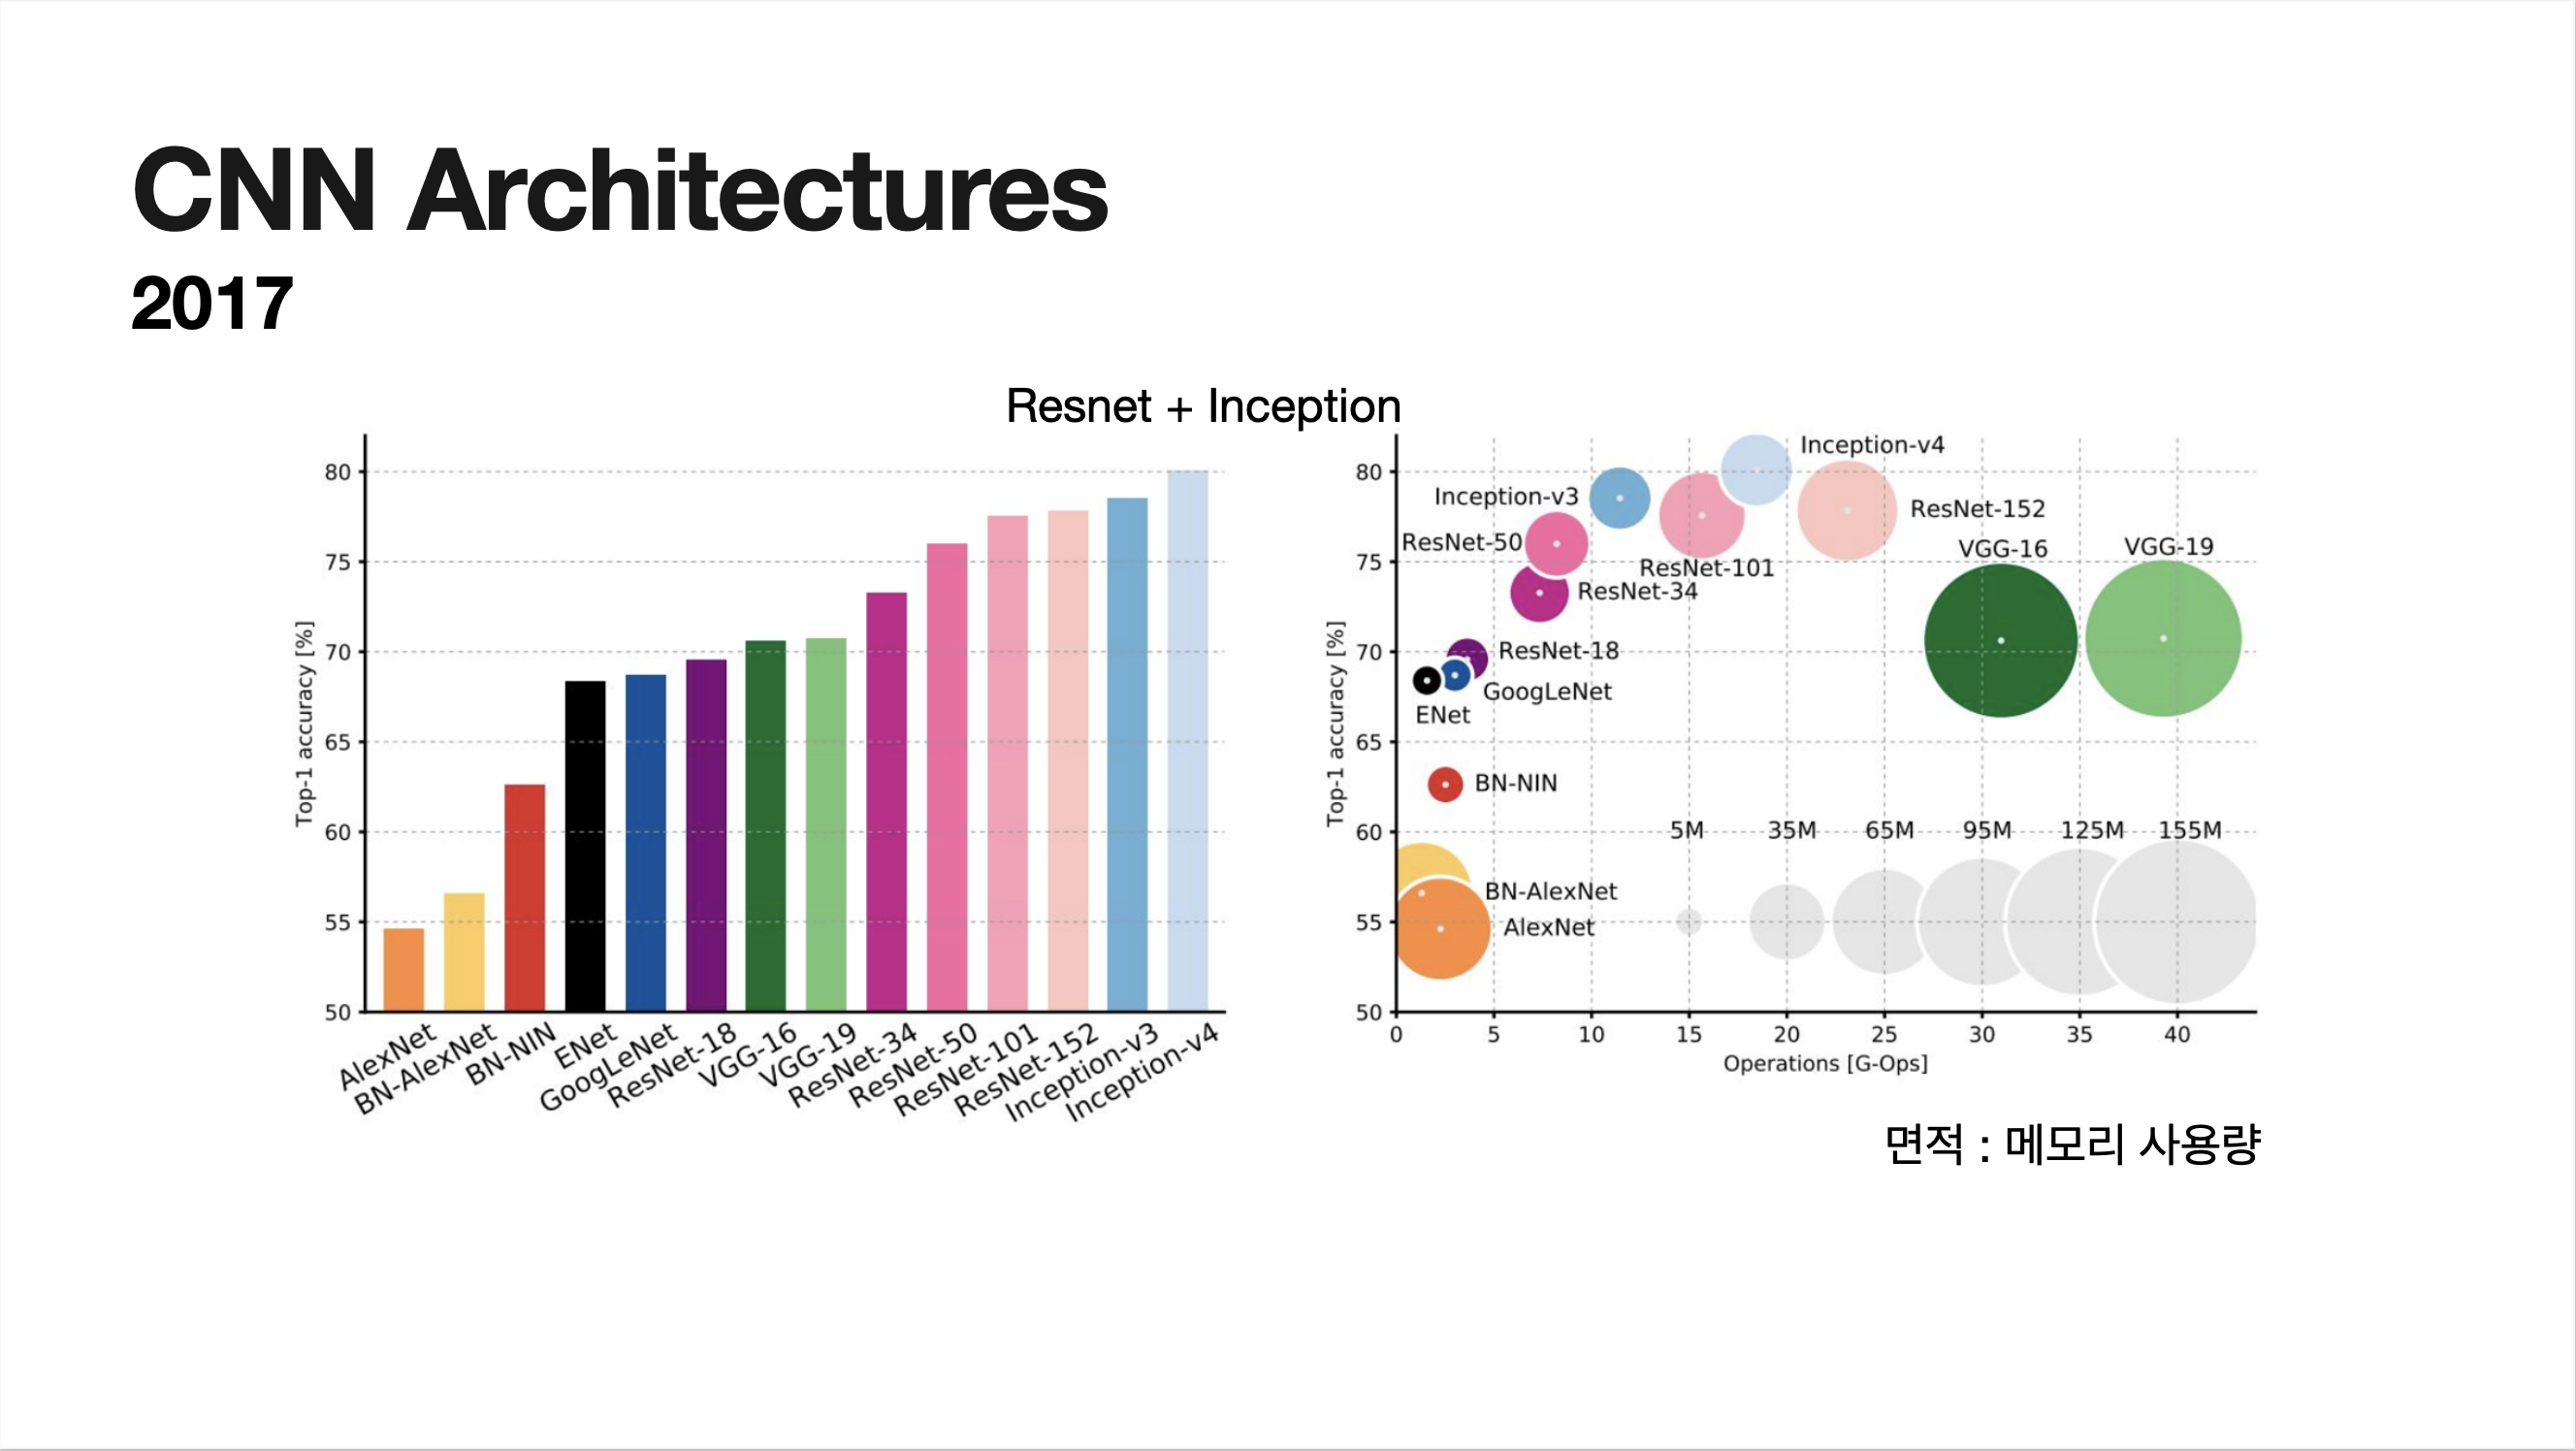 CNN Architectures
2017
Resnet + Inception
80
75
70
65
60
55
50
Top-1 accuracy [%]
AlexNet
BN-AlexNet
BN-NIN
ENet
GoogLeNet
ResNet-18
VGG-16
VGG-19
ResNet-34
ResNet-50
ResNet-101
ResNet-152
Inception-v3
Inception-v4
80
75
70
65
60
55
50
Top-1 accuracy [%]
Inception-v4
Inception-v3
ResNet-152
ResNet-50
VGG-16
VGG-19
ResNet-101
ResNet-34
ResNet-18
GoogLeNet
ENet
BN-NIN
5M 35M 65M 95M 125M 155M
BN-AlexNet
AlexNet
0 5 10 15 20 25 30 35 40
Operations [G-Ops]
면적 : 메모리 사용량